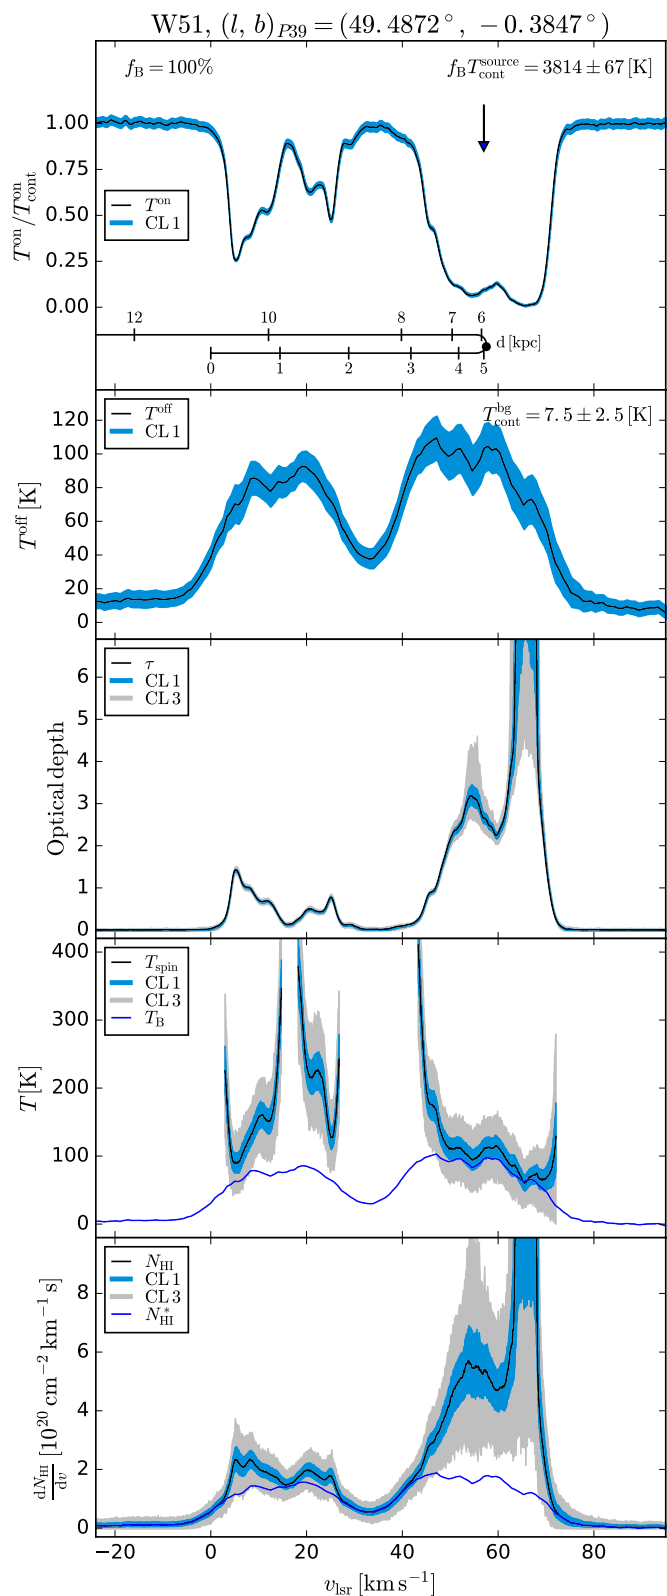 W51, (l, b)_{P39} = (49.4872°, −0.3847°)
f_B = 100%
f_B T_cont^source = 3814 ± 67 [K]
1.00
0.75
0.50
0.25
0.00
T^on/T_cont^on
T^on
CL 1
12 10 8 7 6
d [kpc]
0 1 2 3 4 5
T^off
CL 1
T_cont^bg = 7.5 ± 2.5 [K]
120
100
80
60
40
20
0
T^off [K]
τ
CL 1
CL 3
6
5
4
3
2
1
0
Optical depth
T_spin
CL 1
CL 3
T_B
400
300
200
100
0
T [K]
N_HI
CL 1
CL 3
N_HI^*
8
6
4
2
0
dN_HI/dv [10^20 cm^−2 km^−1 s]
−20 0 20 40 60 80
v_lsr [km s^−1]